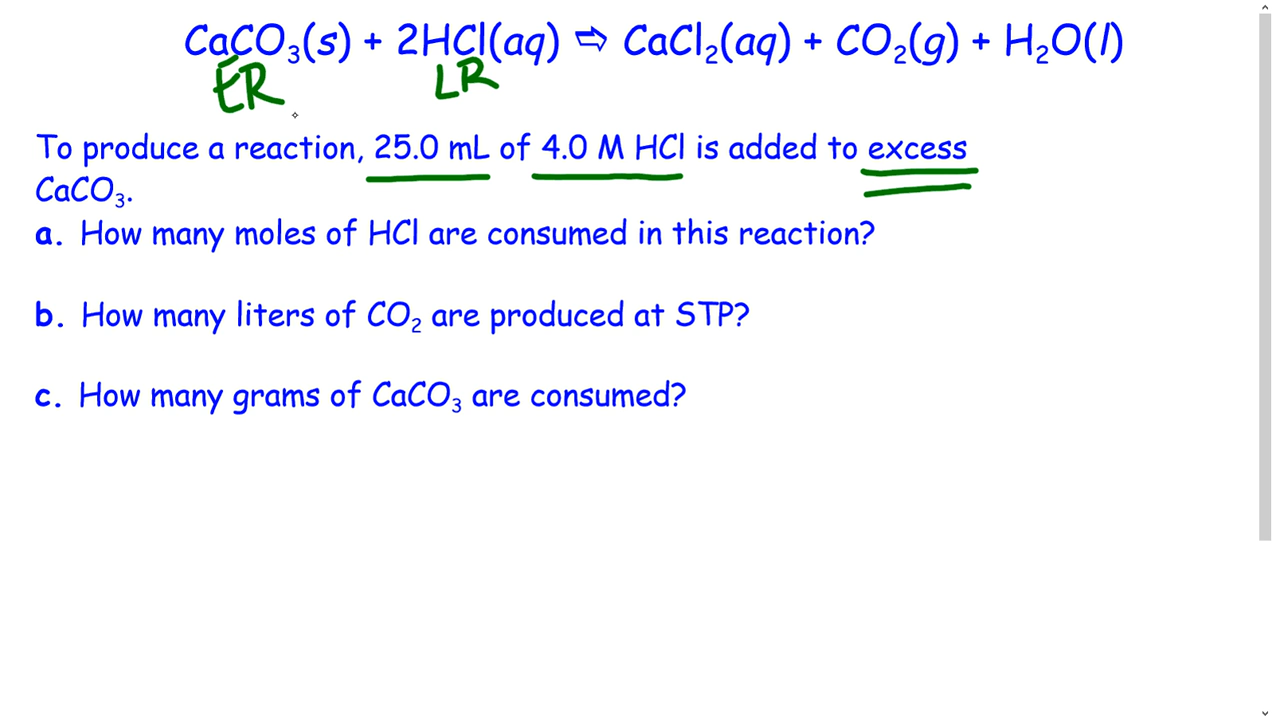 CaCO₃(s) + 2HCl(aq) ⇨ CaCl₂(aq) + CO₂(g) + H₂O(l)
ER LR
To produce a reaction, 25.0 mL of 4.0 M HCl is added to excess
CaCO₃.
a. How many moles of HCl are consumed in this reaction?
b. How many liters of CO₂ are produced at STP?
c. How many grams of CaCO₃ are consumed?